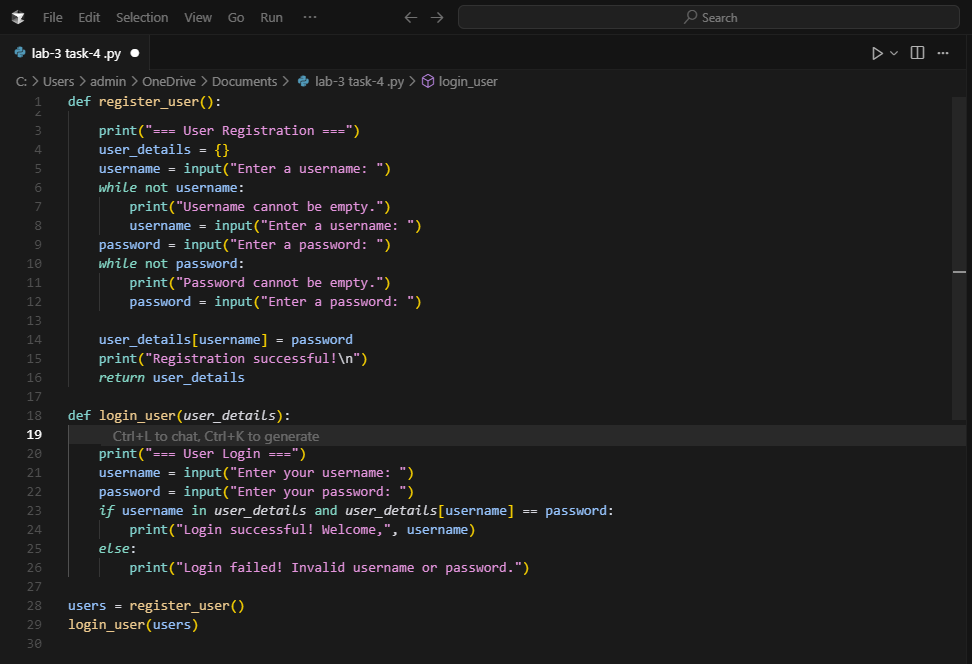 File Edit Selection View Go Run ··· ← → Search
lab-3 task-4 .py ●
C: > Users > admin > OneDrive > Documents > lab-3 task-4 .py > login_user
1 def register_user():
2
3     print("=== User Registration ===")
4     user_details = {}
5     username = input("Enter a username: ")
6     while not username:
7         print("Username cannot be empty.")
8         username = input("Enter a username: ")
9     password = input("Enter a password: ")
10     while not password:
11         print("Password cannot be empty.")
12         password = input("Enter a password: ")
13
14     user_details[username] = password
15     print("Registration successful!\n")
16     return user_details
17
18 def login_user(user_details):
19     Ctrl+L to chat, Ctrl+K to generate
20     print("=== User Login ===")
21     username = input("Enter your username: ")
22     password = input("Enter your password: ")
23     if username in user_details and user_details[username] == password:
24         print("Login successful! Welcome,", username)
25     else:
26         print("Login failed! Invalid username or password.")
27
28 users = register_user()
29 login_user(users)
30